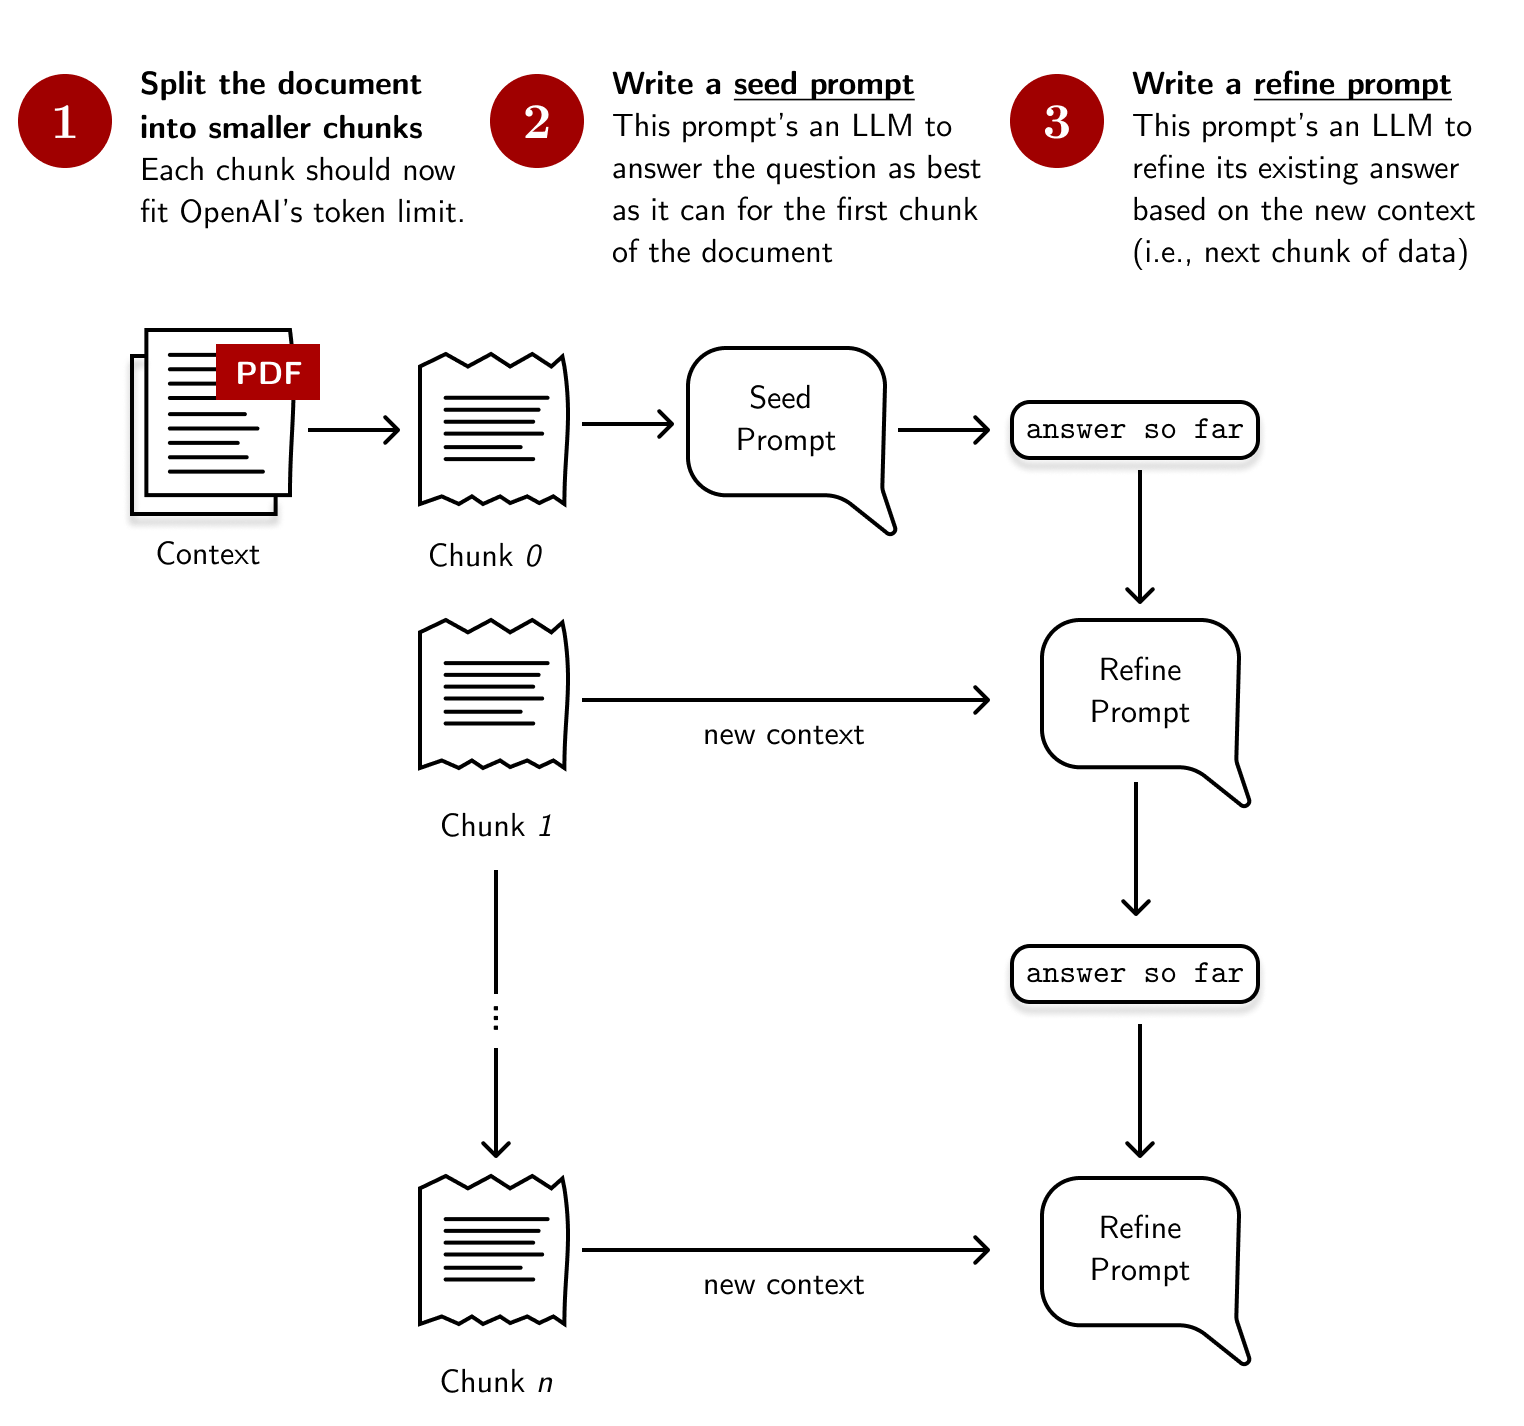 1
Split the document
into smaller chunks
Each chunk should now
fit OpenAI's token limit.
2
Write a seed prompt
This prompt's an LLM to
answer the question as best
as it can for the first chunk
of the document
3
Write a refine prompt
This prompt's an LLM to
refine its existing answer
based on the new context
(i.e., next chunk of data)
PDF
Context
Chunk 0
Seed
Prompt
answer so far
Chunk 1
new context
Refine
Prompt
...
answer so far
Chunk n
new context
Refine
Prompt